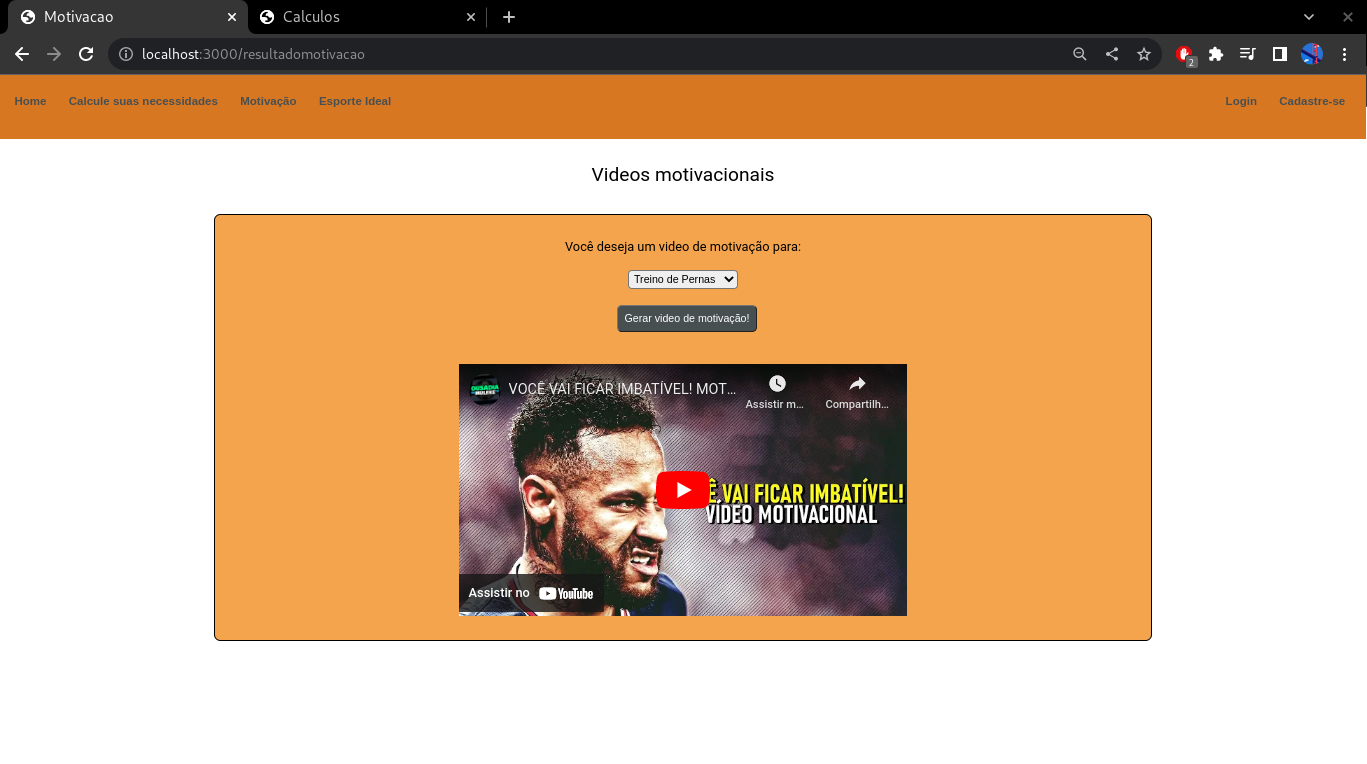 Motivacao
Calculos
localhost:3000/resultadomotivacao
2
Home Calcule suas necessidades Motivação Esporte Ideal Login Cadastre-se
Videos motivacionais
Você deseja um video de motivação para:
Treino de Pernas
Gerar video de motivação!
OUSADIA
VOCÊ VAI FICAR IMBATÍVEL! MOT...
Assistir m...
Compartilh...
Ê VAI FICAR IMBATÍVEL!
VÍDEO MOTIVACIONAL
Assistir no YouTube